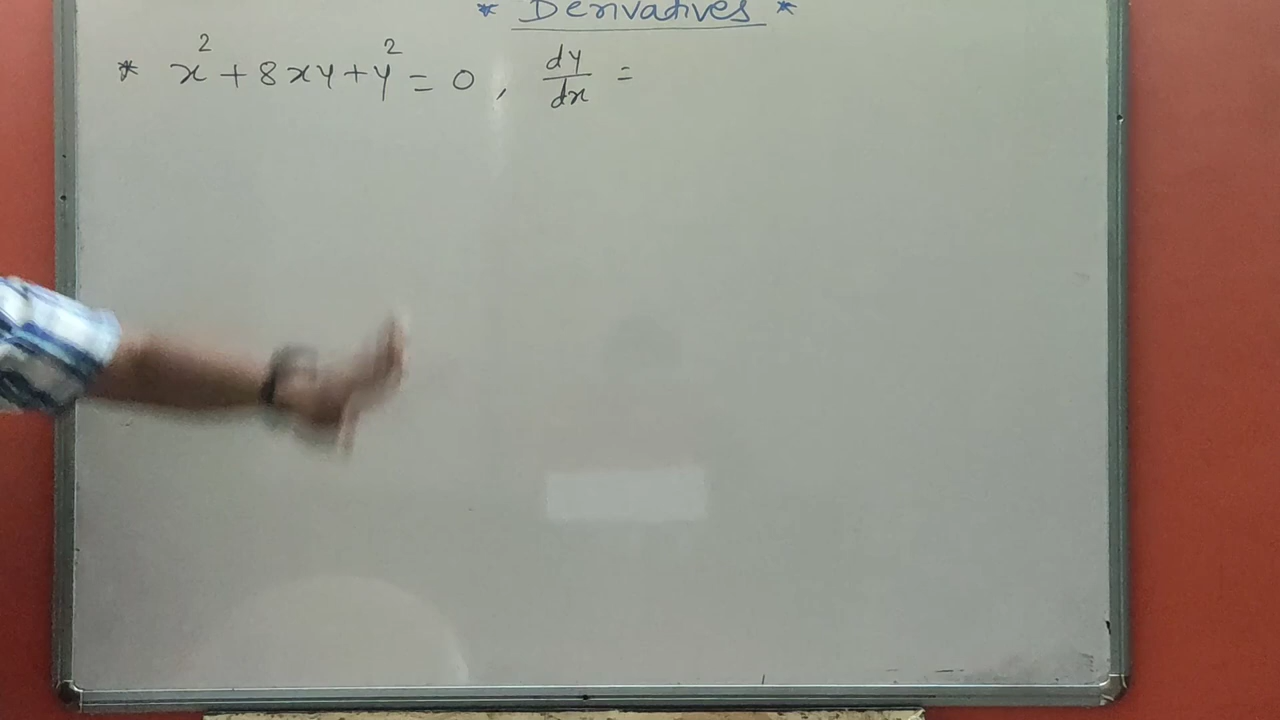 * Derivatives *
* x² + 8xy + y² = 0 , dy/dx =